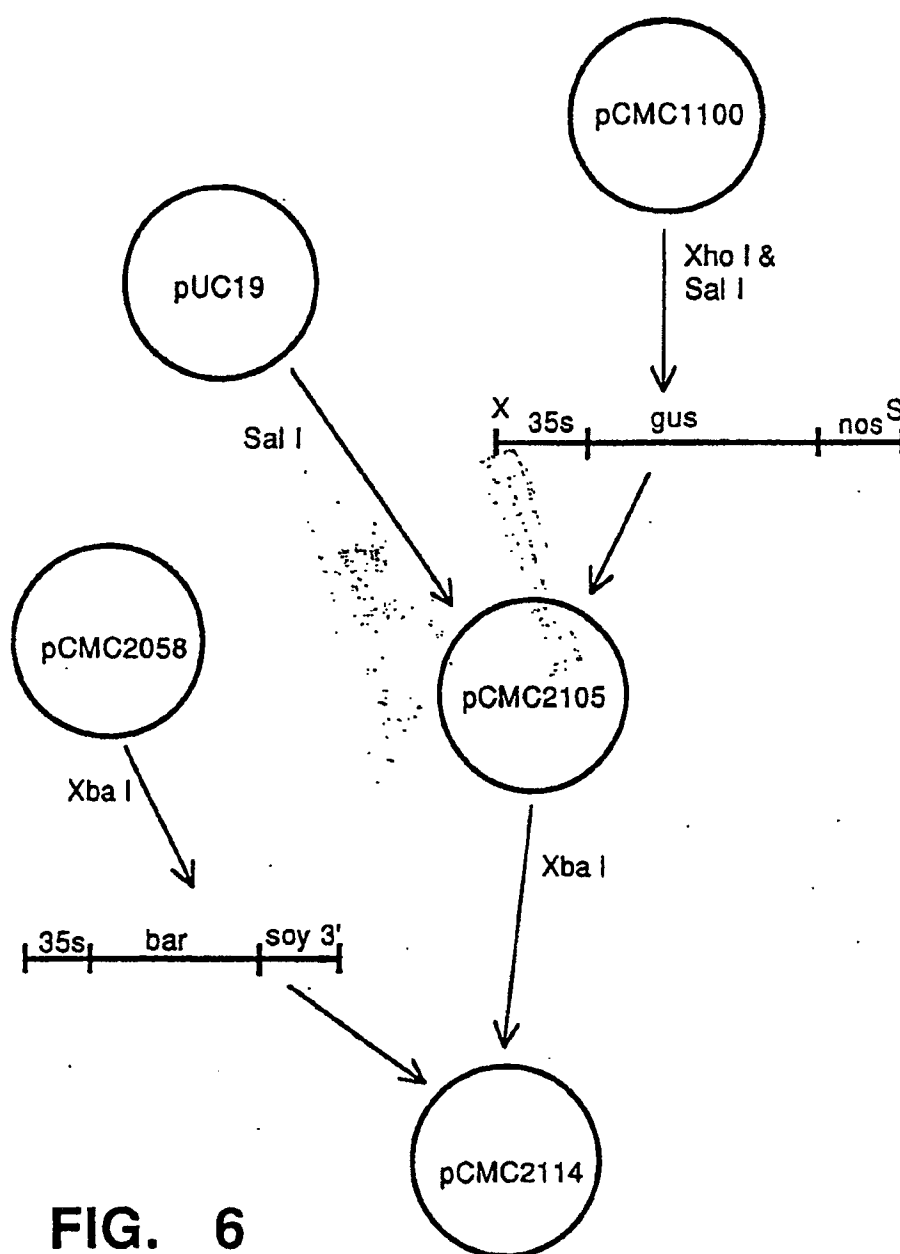 pCMC1100
pUC19
Xho I &
Sal I
Sal I
X 35s gus nos S
pCMC2058
pCMC2105
Xba I
Xba I
35s bar soy 3'
pCMC2114
FIG. 6